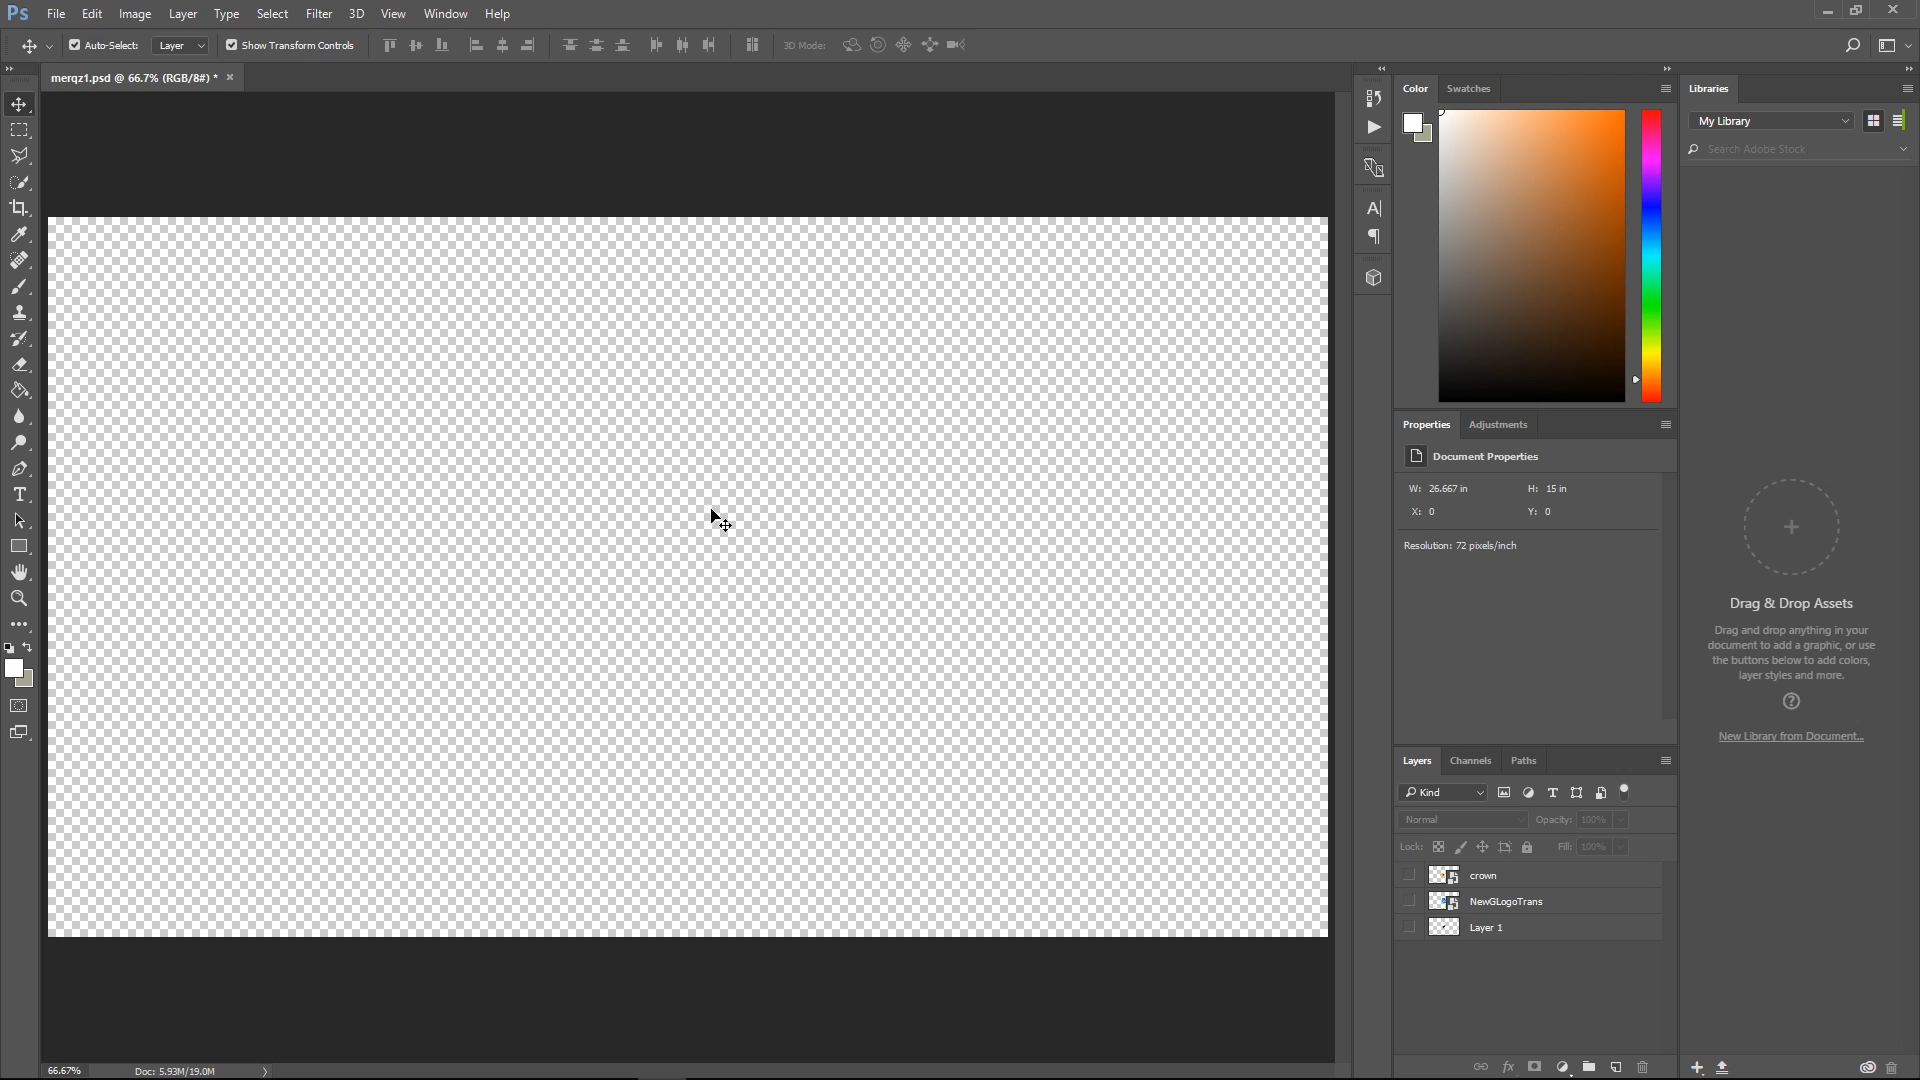 Ps File Edit Image Layer Type Select Filter 3D View Window Help
Auto-Select: Layer Show Transform Controls 3D Mode:
merqz1.psd @ 66.7% (RGB/8#) *
Color Swatches
Libraries
My Library
Search Adobe Stock
Properties Adjustments
Document Properties
W: 26.667 in H: 15 in
X: 0 Y: 0
Resolution: 72 pixels/inch
Drag & Drop Assets
Drag and drop anything in your
document to add a graphic, or use
the buttons below to add colors,
layer styles and more.
New Library from Document...
Layers Channels Paths
Kind
Normal Opacity: 100%
Lock: Fill: 100%
crown
NewGLogoTrans
Layer 1
66.67% Doc: 5.93M/19.0M